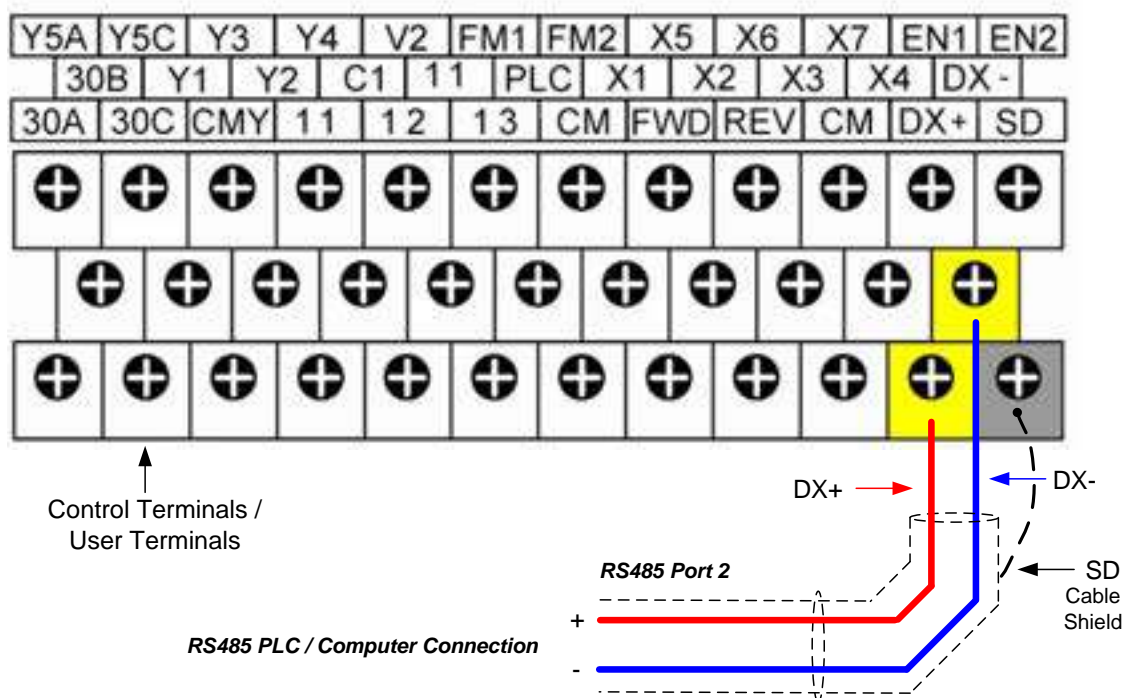 Y5A Y5C Y3 Y4 V2 FM1 FM2 X5 X6 X7 EN1 EN2
30B Y1 Y2 C1 11 PLC X1 X2 X3 X4 DX -
30A 30C CMY 11 12 13 CM FWD REV CM DX+ SD
Control Terminals /
User Terminals
DX+
DX-
RS485 Port 2
SD
Cable
Shield
+
RS485 PLC / Computer Connection
-